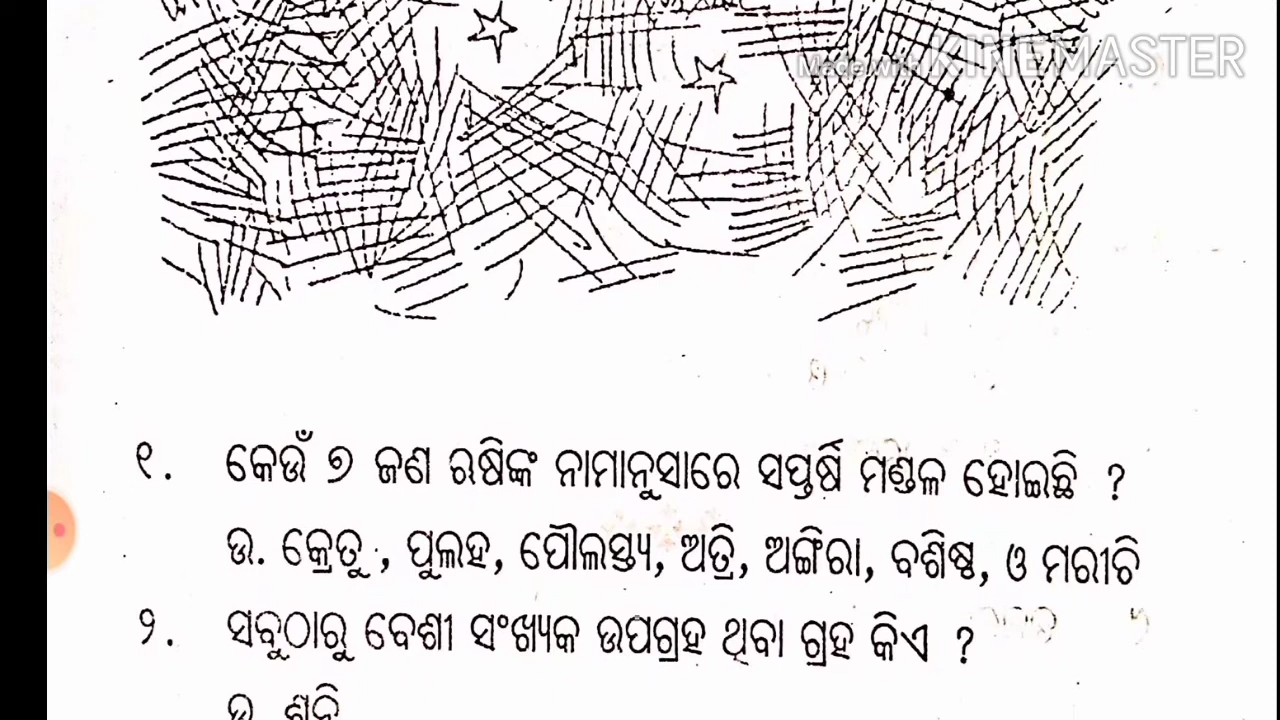 Made with KINEMASTER
୧. କେଉଁ ୭ ଜଣ ଋଷିଙ୍କ ନାମାନୁସାରେ ସପ୍ତର୍ଷି ମଣ୍ଡଳ ହୋଇଛି ?
ଉ. କ୍ରେତୁ, ପୁଲହ, ପୌଲସ୍ତ୍ୟ, ଅତ୍ରି, ଅଙ୍ଗିରା, ବଶିଷ୍ଠ, ଓ ମରୀଚି
୨. ସବୁଠାରୁ ବେଶୀ ସଂଖ୍ୟକ ଉପଗ୍ରହ ଥିବା ଗ୍ରହ କିଏ ?
ଉ. ଶନି